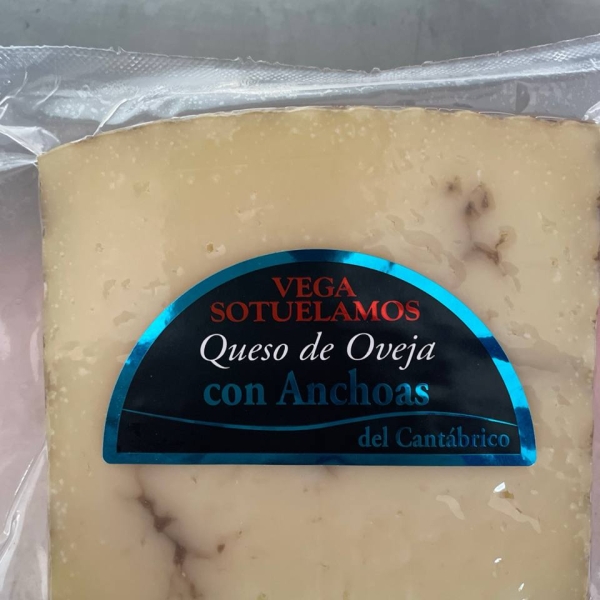 VEGA
SOTUELAMOS
Queso de Oveja
con Anchoas
del Cantábrico